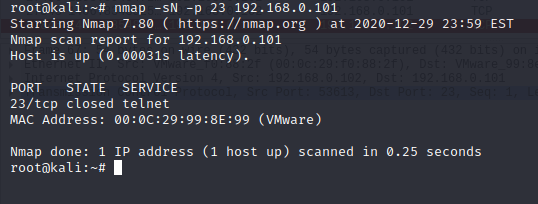 root@kali:~# nmap -sN -p 23 192.168.0.101
Starting Nmap 7.80 ( https://nmap.org ) at 2020-12-29 23:59 EST
Nmap scan report for 192.168.0.101
Host is up (0.00031s latency).
PORT   STATE  SERVICE
23/tcp closed telnet
MAC Address: 00:0C:29:99:8E:99 (VMware)
Nmap done: 1 IP address (1 host up) scanned in 0.25 seconds
root@kali:~#